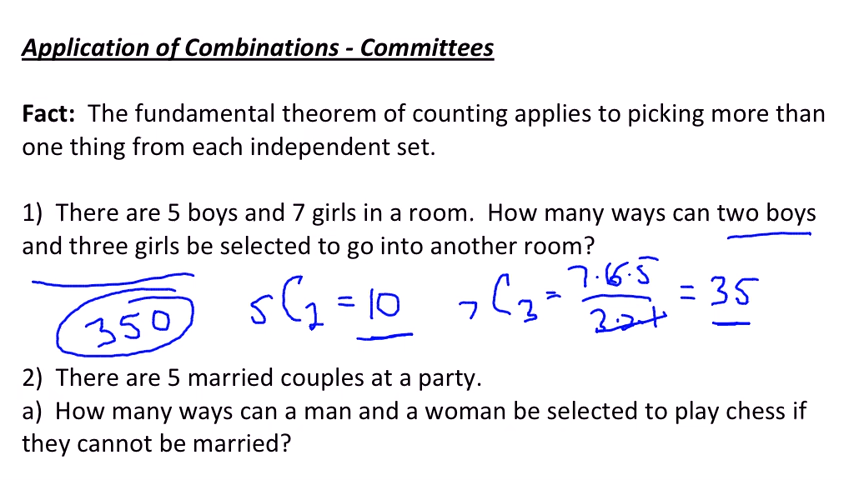 Application of Combinations - Committees
Fact: The fundamental theorem of counting applies to picking more than
one thing from each independent set.
1) There are 5 boys and 7 girls in a room. How many ways can two boys
and three girls be selected to go into another room?
350 5C2 = 10 7C3 = 7·6·5 / 3·2·1 = 35
2) There are 5 married couples at a party.
a) How many ways can a man and a woman be selected to play chess if
they cannot be married?